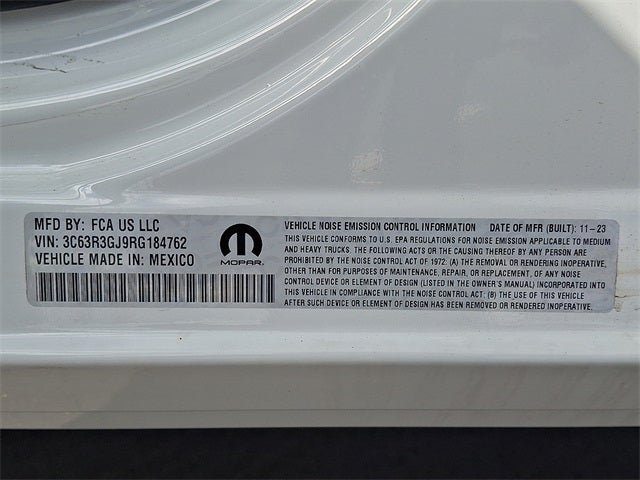 MFD BY: FCA US LLC
VIN: 3C63R3GJ9RG184762
VEHICLE MADE IN: MEXICO
MOPAR.
VEHICLE NOISE EMISSION CONTROL INFORMATION DATE OF MFR (BUILT): 11-23
THIS VEHICLE CONFORMS TO U.S. EPA REGULATIONS FOR NOISE EMISSION APPLICABLE TO MEDIUM
AND HEAVY TRUCKS. THE FOLLOWING ACTS OR THE CAUSING THEREOF BY ANY PERSON ARE
PROHIBITED BY THE NOISE CONTROL ACT OF 1972. (A) THE REMOVAL OR RENDERING INOPERATIVE,
OTHER THAN FOR PURPOSES OF MAINTENANCE, REPAIR, OR REPLACEMENT, OF ANY NOISE
CONTROL DEVICE OR ELEMENT OF DESIGN (LISTED IN THE OWNER'S MANUAL) INCORPORATED INTO
THIS VEHICLE IN COMPLIANCE WITH THE NOISE CONTROL ACT: (B) THE USE OF THIS VEHICLE
AFTER SUCH DEVICE OR ELEMENT OF DESIGN HAS BEEN REMOVED OR RENDERED INOPERATIVE.